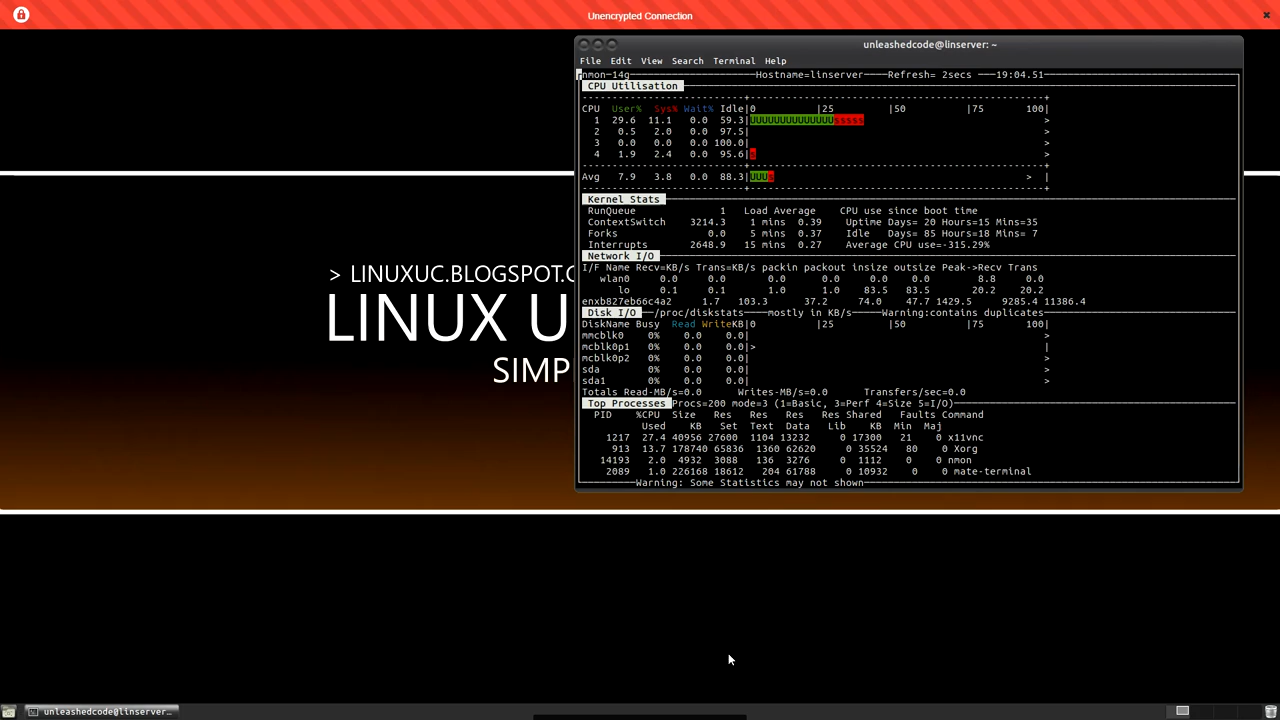 Unencrypted Connection
unleashedcode@linserver: ~
File Edit View Search Terminal Help
nmon─14g Hostname=linserver Refresh= 2secs 19:04.51
CPU Utilisation
CPU User% Sys% Wait% Idle|0 |25 |50 |75 100|
1 29.6 11.1 0.0 59.3|UUUUUUUUUUUUUUsssss >
2 0.5 2.0 0.0 97.5| >
3 0.0 0.0 0.0 100.0| >
4 1.9 2.4 0.0 95.6|s >
Avg 7.9 3.8 0.0 88.3|UUUs > |
Kernel Stats
RunQueue 1 Load Average CPU use since boot time
ContextSwitch 3214.3 1 mins 0.39 Uptime Days= 20 Hours=15 Mins=35
Forks 0.0 5 mins 0.37 Idle Days= 85 Hours=18 Mins= 7
Interrupts 2648.9 15 mins 0.27 Average CPU use=-315.29%
Network I/O
I/F Name Recv=KB/s Trans=KB/s packin packout insize outsize Peak->Recv Trans
wlan0 0.0 0.0 0.0 0.0 0.0 0.0 8.8 0.0
lo 0.1 0.1 1.0 1.0 83.5 83.5 20.2 20.2
enxb827eb66c4a2 1.7 103.3 37.2 74.0 47.7 1429.5 9285.4 11386.4
Disk I/O /proc/diskstats mostly in KB/s Warning:contains duplicates
DiskName Busy Read WriteKB|0 |25 |50 |75 100|
mmcblk0 0% 0.0 0.0| >
mcblk0p1 0% 0.0 0.0|> |
mcblk0p2 0% 0.0 0.0| >
sda 0% 0.0 0.0| >
sda1 0% 0.0 0.0| >
Totals Read-MB/s=0.0 Writes-MB/s=0.0 Transfers/sec=0.0
Top Processes Procs=200 mode=3 (1=Basic, 3=Perf 4=Size 5=I/O)
PID %CPU Size Res Res Res Res Shared Faults Command
Used KB Set Text Data Lib KB Min Maj
1217 27.4 40956 27600 1104 13232 0 17300 21 0 x11vnc
913 13.7 178740 65836 1360 62620 0 35524 80 0 Xorg
14193 2.0 4932 3088 136 3276 0 1112 0 0 nmon
2089 1.0 226168 18612 204 61788 0 10932 0 0 mate-terminal
Warning: Some Statistics may not shown
> LINUXUC.BLOGSPOT.C
LINUX U
SIMP
unleashedcode@linserver...